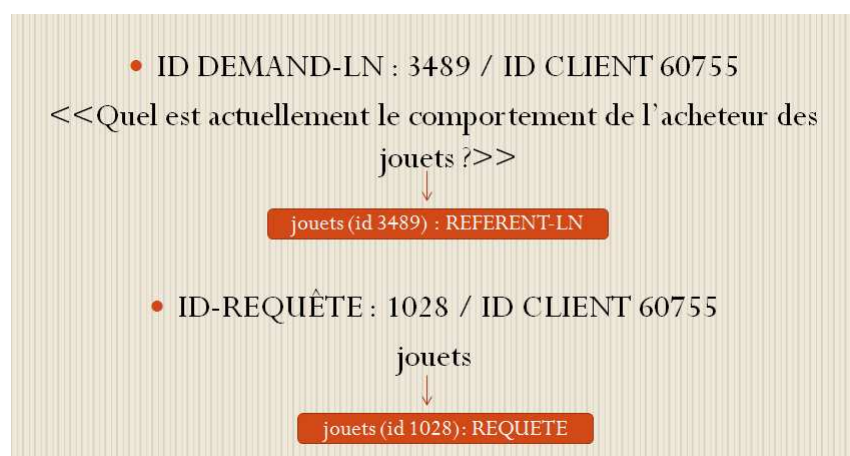 • ID DEMAND-LN : 3489 / ID CLIENT 60755
<<Quel est actuellement le comportement de l'acheteur des
jouets ?>>
jouets (id 3489) : REFERENT-LN
• ID-REQUÊTE : 1028 / ID CLIENT 60755
jouets
jouets (id 1028): REQUETE